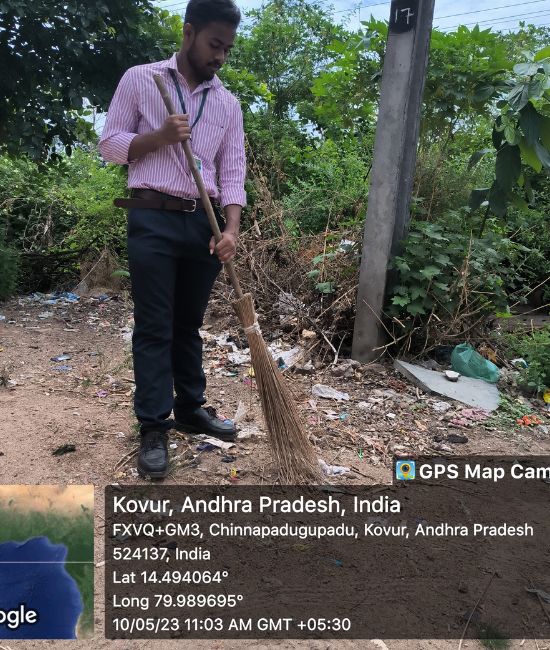 17
GPS Map Cam
Kovur, Andhra Pradesh, India
FXVQ+GM3, Chinnapadugupadu, Kovur, Andhra Pradesh
524137, India
Lat 14.494064°
Long 79.989695°
10/05/23 11:03 AM GMT +05:30
ogle